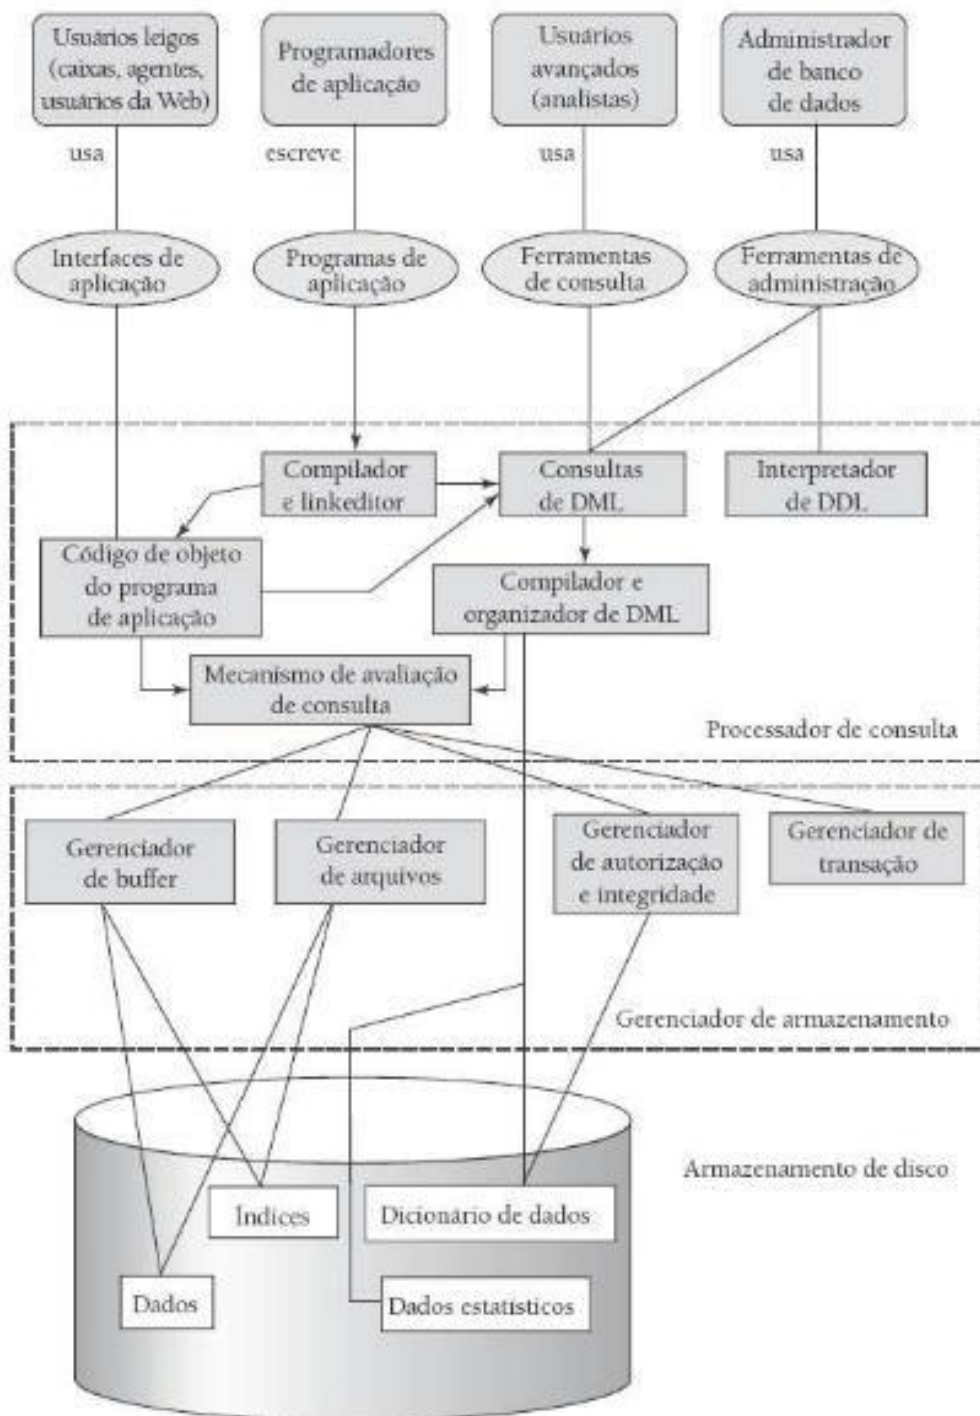 Usuários leigos
(caixas, agentes,
usuários da Web)
Programadores
de aplicação
Usuários
avançados
(analistas)
Administrador
de banco
de dados
usa
escreve
usa
usa
Interfaces de
aplicação
Programas de
aplicação
Ferramentas
de consulta
Ferramentas de
administração
Compilador
e linkeditor
Consultas
de DML
Interpretador
de DDL
Código de objeto
do programa
de aplicação
Compilador e
organizador de DML
Mecanismo de avaliação
de consulta
Processador de consulta
Gerenciador
de buffer
Gerenciador
de arquivos
Gerenciador
de autorização
e integridade
Gerenciador de
transação
Gerenciador de armazenamento
Armazenamento de disco
Índices
Dicionário de dados
Dados
Dados estatísticos